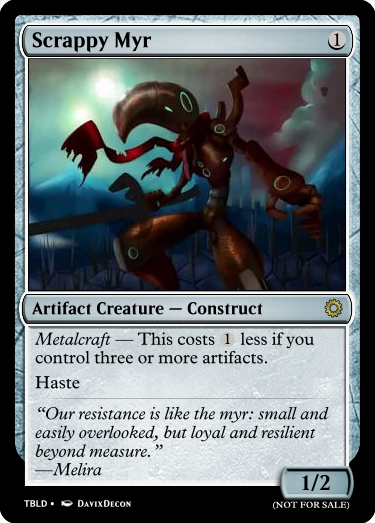 Scrappy Myr 1
Artifact Creature — Construct
Metalcraft — This costs 1 less if you
control three or more artifacts.
Haste
“Our resistance is like the myr: small and
easily overlooked, but loyal and resilient
beyond measure.”
—Melira
1/2
TBLD • DavixDecon
(NOT FOR SALE)